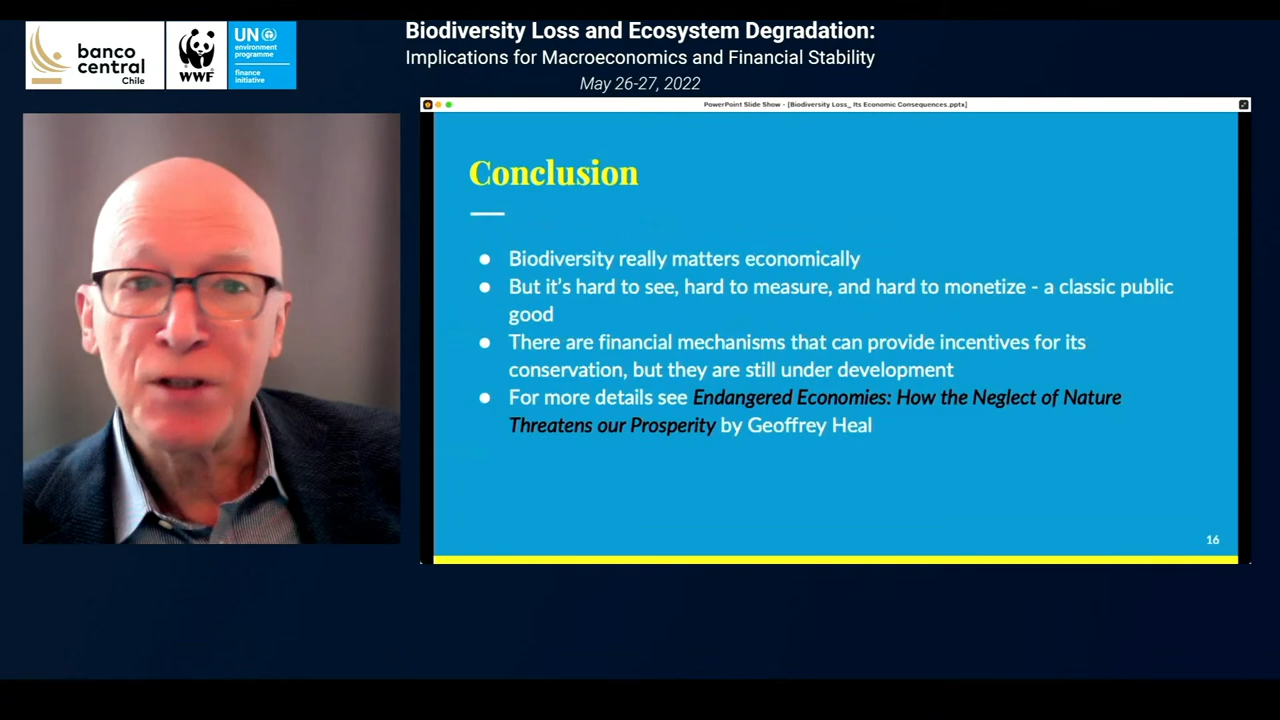 banco
central
Chile
WWF
UN
environment
programme
finance
initiative
Biodiversity Loss and Ecosystem Degradation:
Implications for Macroeconomics and Financial Stability
May 26-27, 2022
PowerPoint Slide Show - [Biodiversity Loss_ Its Economic Consequences.pptx]
Conclusion
● Biodiversity really matters economically
● But it's hard to see, hard to measure, and hard to monetize - a classic public
good
● There are financial mechanisms that can provide incentives for its
conservation, but they are still under development
● For more details see Endangered Economies: How the Neglect of Nature
Threatens our Prosperity by Geoffrey Heal
16